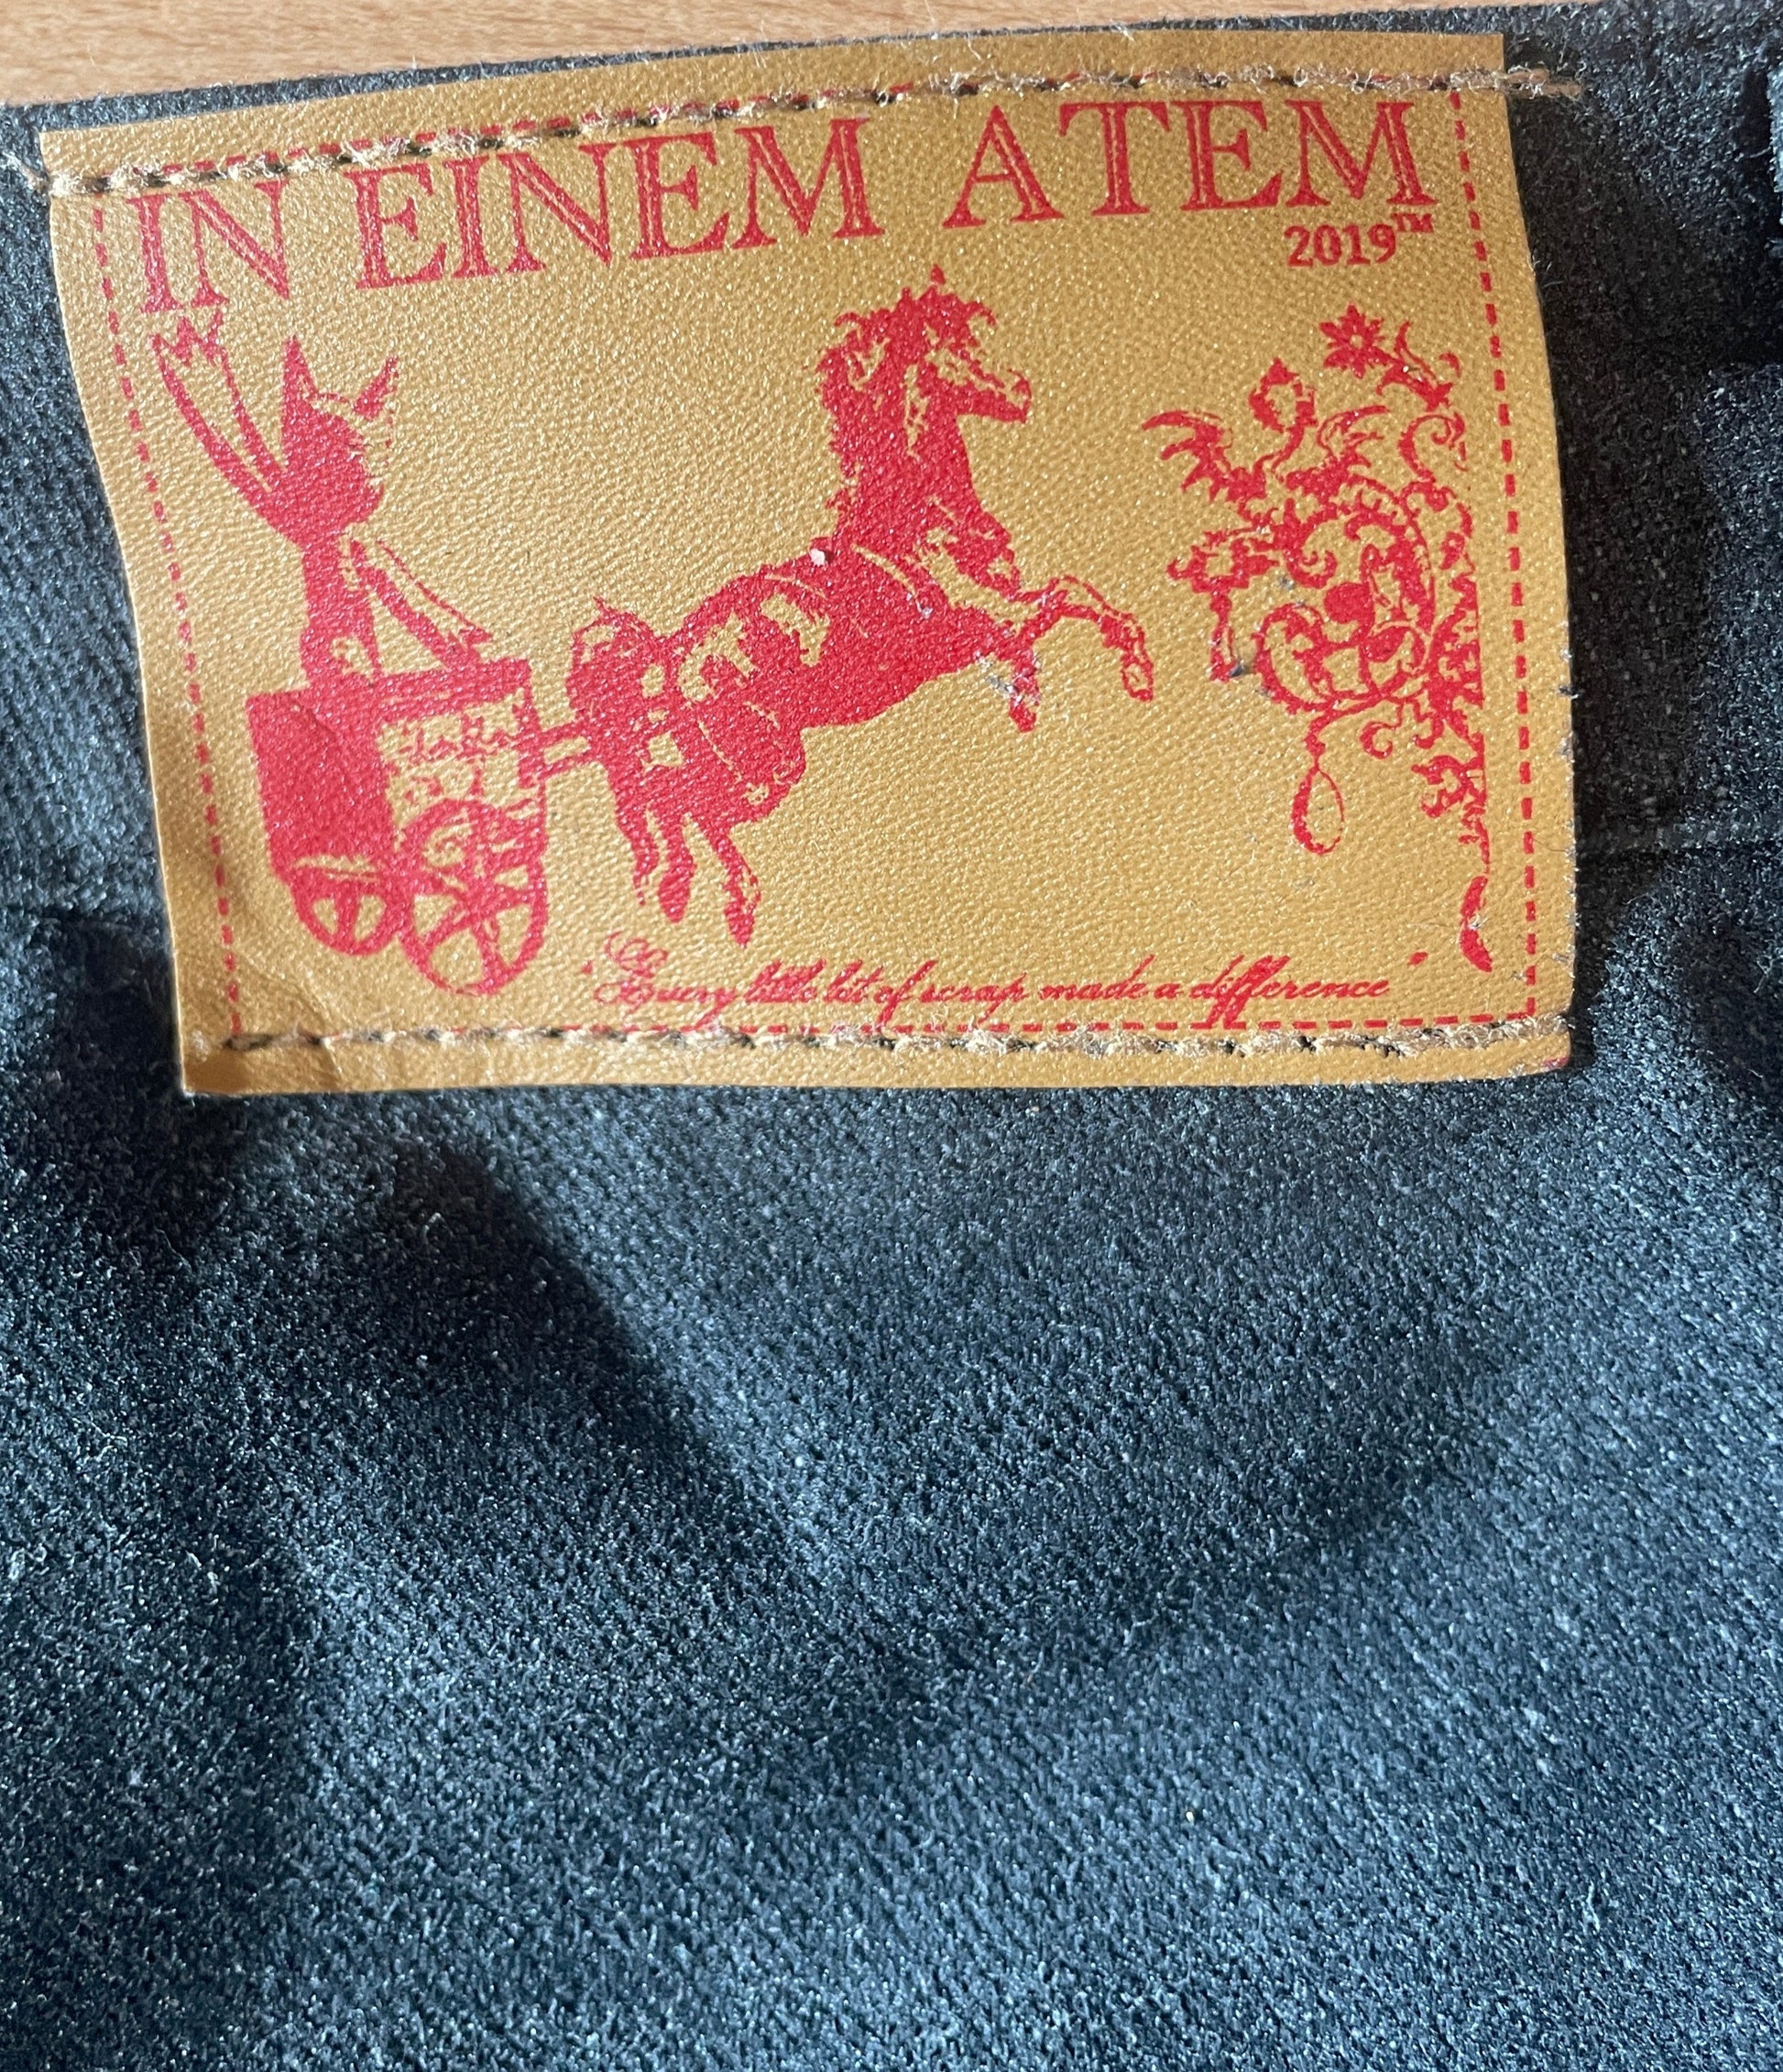 IN EINEM ATEM
2019™
Every little bit of scrap made a difference